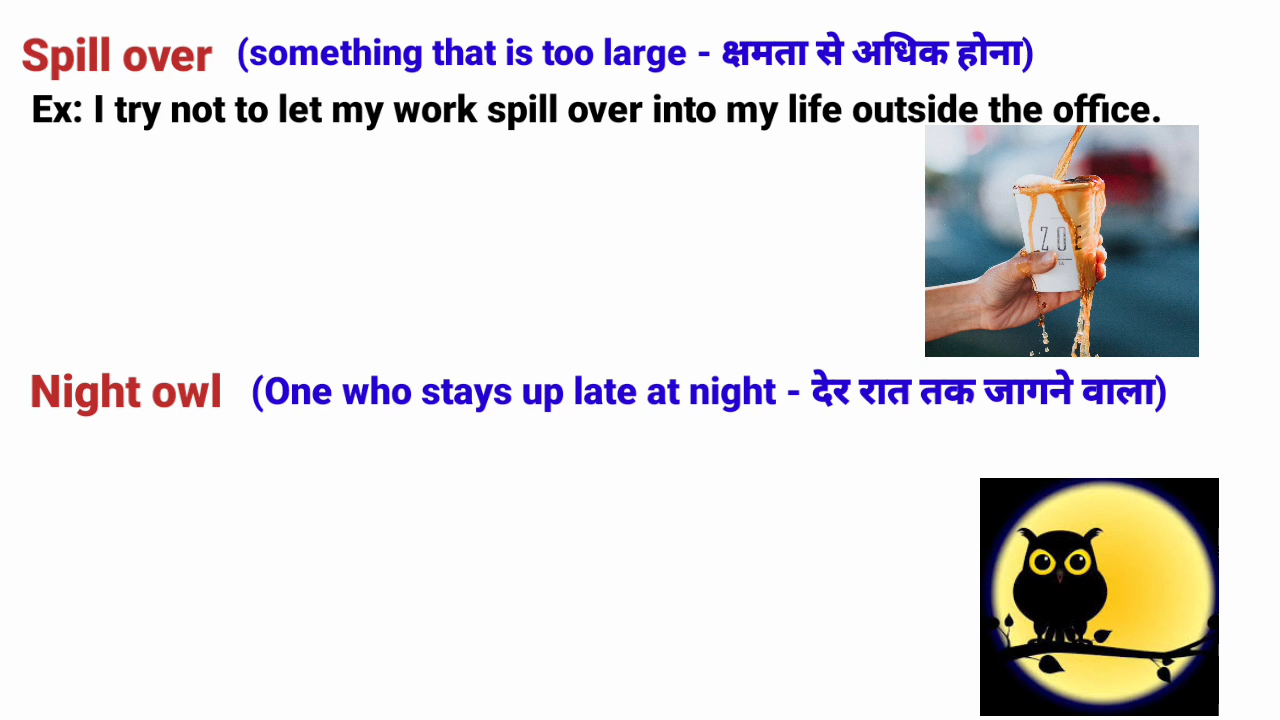 Spill over (something that is too large - क्षमता से अधिक होना)
Ex: I try not to let my work spill over into my life outside the office.
ZOE
Night owl (One who stays up late at night - देर रात तक जागने वाला)